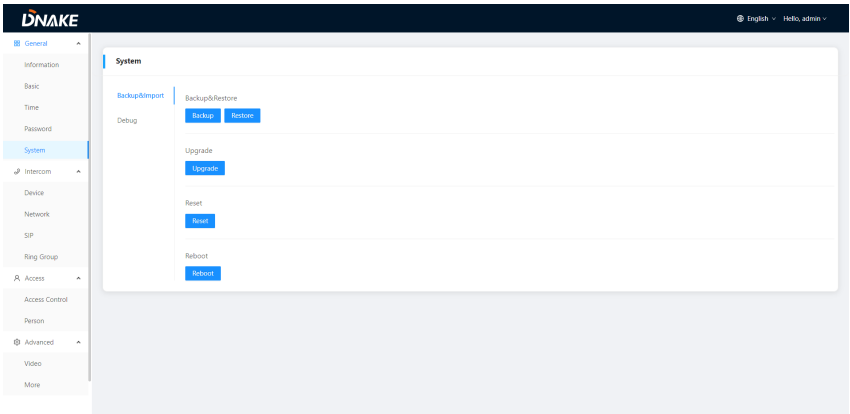 DNAKE
English
Hello, admin
General
Information
Basic
Time
Password
System
Intercom
Device
Network
SIP
Ring Group
Access
Access Control
Person
Advanced
Video
More
System
Backup&Import
Debug
Backup&Restore
Backup Restore
Upgrade
Upgrade
Reset
Reset
Reboot
Reboot